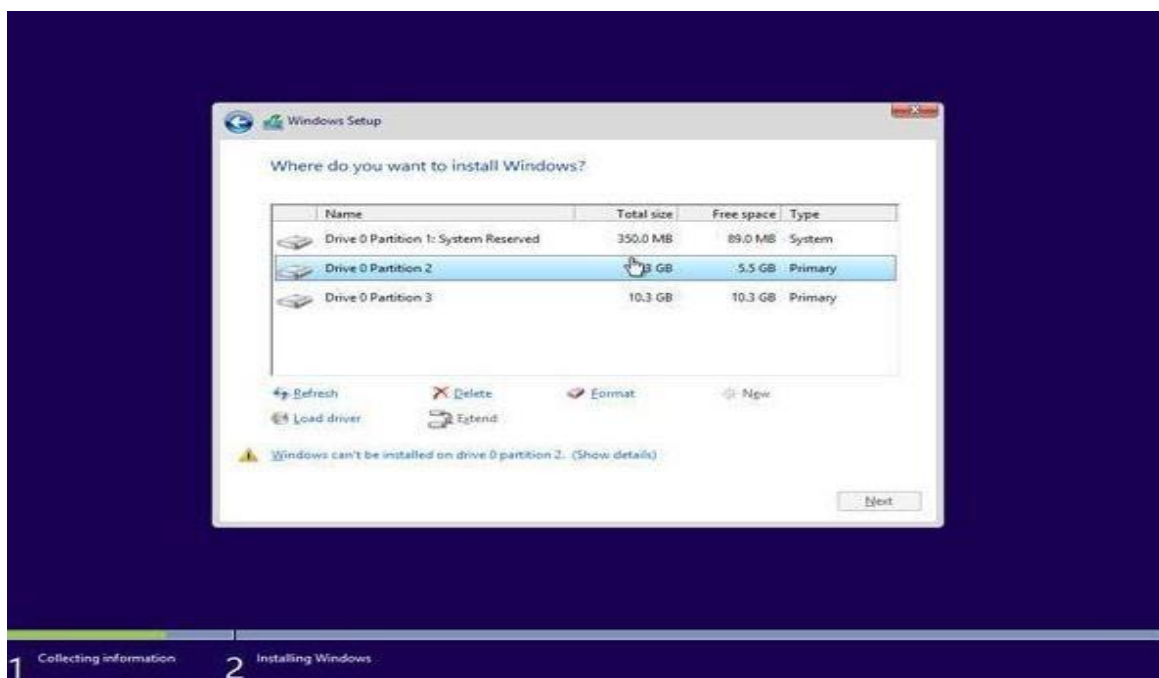 Windows Setup
Where do you want to install Windows?
Name Total size Free space Type
Drive 0 Partition 1: System Reserved 350.0 MB 89.0 MB System
Drive 0 Partition 2 GB 5.5 GB Primary
Drive 0 Partition 3 10.3 GB 10.3 GB Primary
Refresh Delete Format New
Load driver Extend
Windows can't be installed on drive 0 partition 2. (Show details)
Next
1 Collecting information 2 Installing Windows